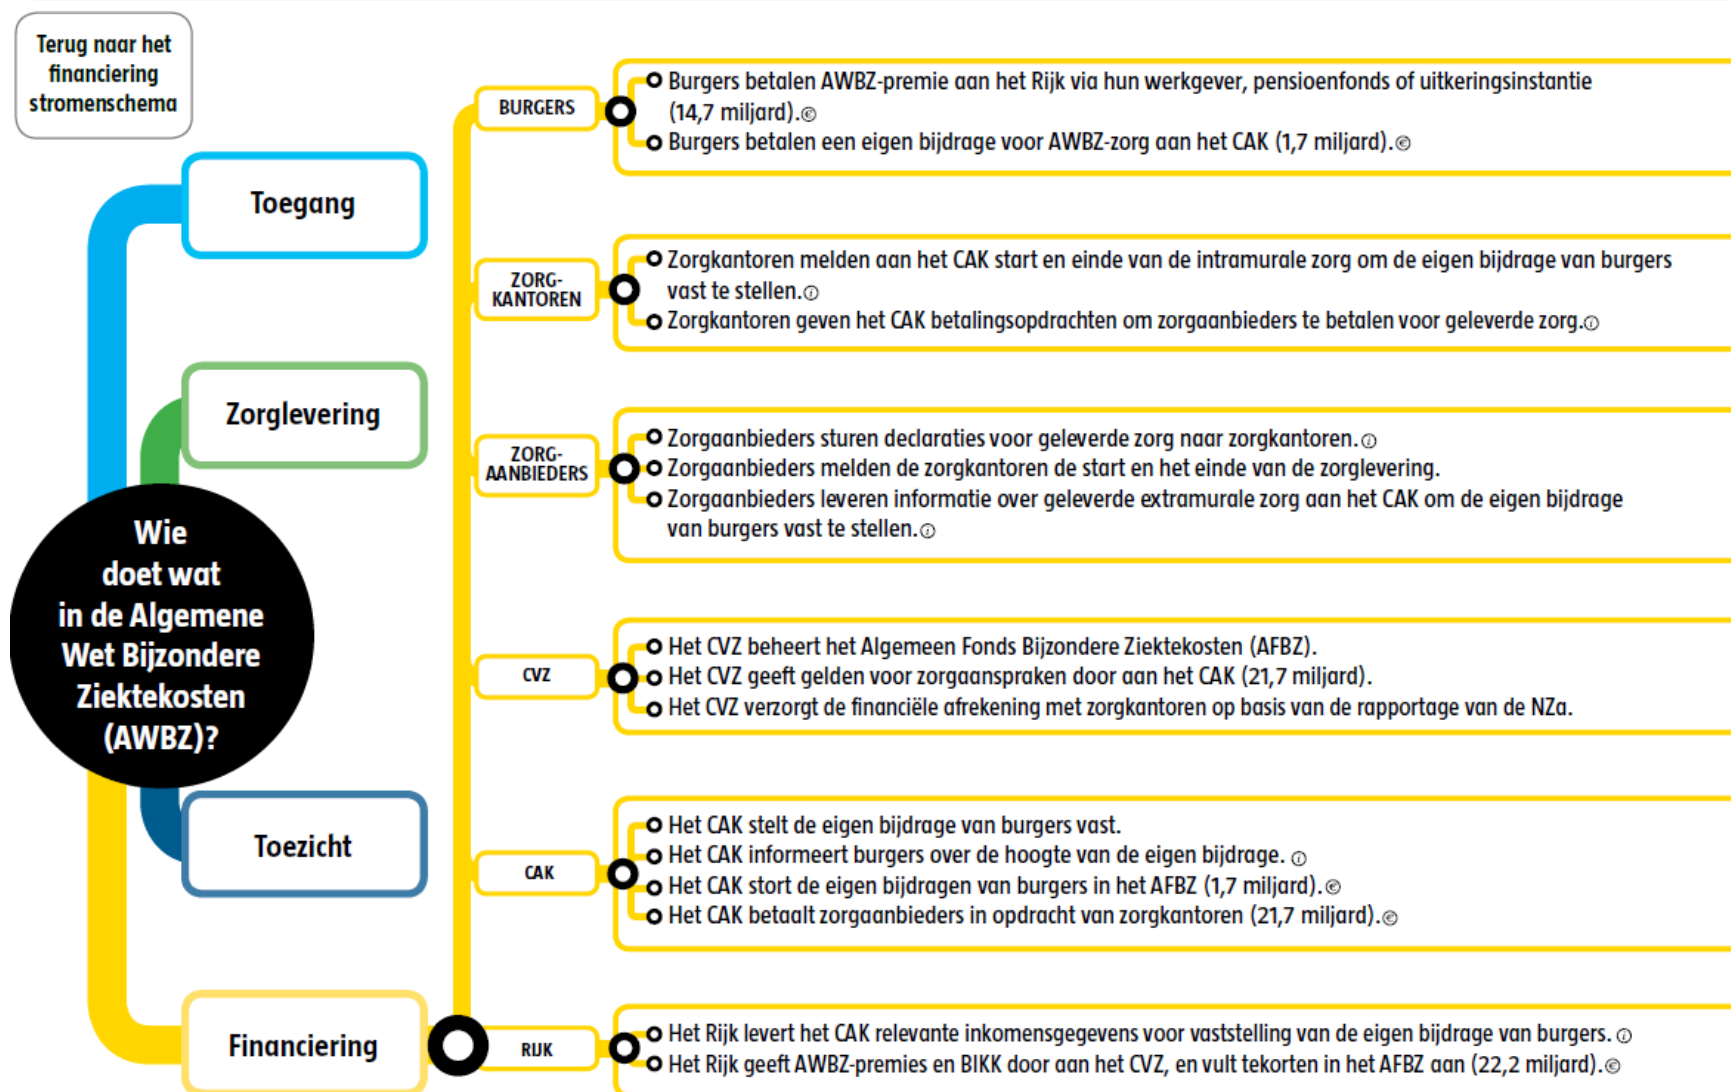 Terug naar het
financiering
stromenschema
Toegang
Zorglevering
Wie
doet wat
in de Algemene
Wet Bijzondere
Ziektekosten
(AWBZ)?
Toezicht
Financiering
BURGERS
Burgers betalen AWBZ-premie aan het Rijk via hun werkgever, pensioenfonds of uitkeringsinstantie
(14,7 miljard).€
Burgers betalen een eigen bijdrage voor AWBZ-zorg aan het CAK (1,7 miljard).€
ZORG-
KANTOREN
Zorgkantoren melden aan het CAK start en einde van de intramurale zorg om de eigen bijdrage van burgers
vast te stellen.i
Zorgkantoren geven het CAK betalingsopdrachten om zorgaanbieders te betalen voor geleverde zorg.i
ZORG-
AANBIEDERS
Zorgaanbieders sturen declaraties voor geleverde zorg naar zorgkantoren.i
Zorgaanbieders melden de zorgkantoren de start en het einde van de zorglevering.
Zorgaanbieders leveren informatie over geleverde extramurale zorg aan het CAK om de eigen bijdrage
van burgers vast te stellen.i
CVZ
Het CVZ beheert het Algemeen Fonds Bijzondere Ziektekosten (AFBZ).
Het CVZ geeft gelden voor zorgaanspraken door aan het CAK (21,7 miljard).
Het CVZ verzorgt de financiële afrekening met zorgkantoren op basis van de rapportage van de NZa.
CAK
Het CAK stelt de eigen bijdrage van burgers vast.
Het CAK informeert burgers over de hoogte van de eigen bijdrage. i
Het CAK stort de eigen bijdragen van burgers in het AFBZ (1,7 miljard).€
Het CAK betaalt zorgaanbieders in opdracht van zorgkantoren (21,7 miljard).€
RIJK
Het Rijk levert het CAK relevante inkomensgegevens voor vaststelling van de eigen bijdrage van burgers. i
Het Rijk geeft AWBZ-premies en BIKK door aan het CVZ, en vult tekorten in het AFBZ aan (22,2 miljard).€